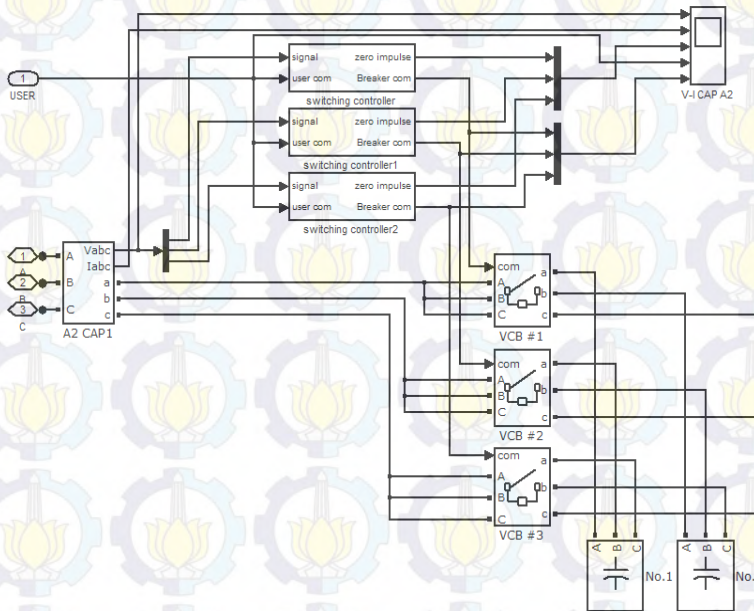 signal
zero impulse
user com
Breaker com
switching controller
1
USER
V-I CAP A2
signal
zero impulse
user com
Breaker com
switching controller1
signal
zero impulse
user com
Breaker com
switching controller2
1
A
2
B
3
C
A
B
C
Vabc
Iabc
a
b
c
A2 CAP1
com
A
B
C
a
b
c
VCB #1
com
A
B
C
a
b
c
VCB #2
com
A
B
C
a
b
c
VCB #3
A
B
C
No.1
A
B
C
No.